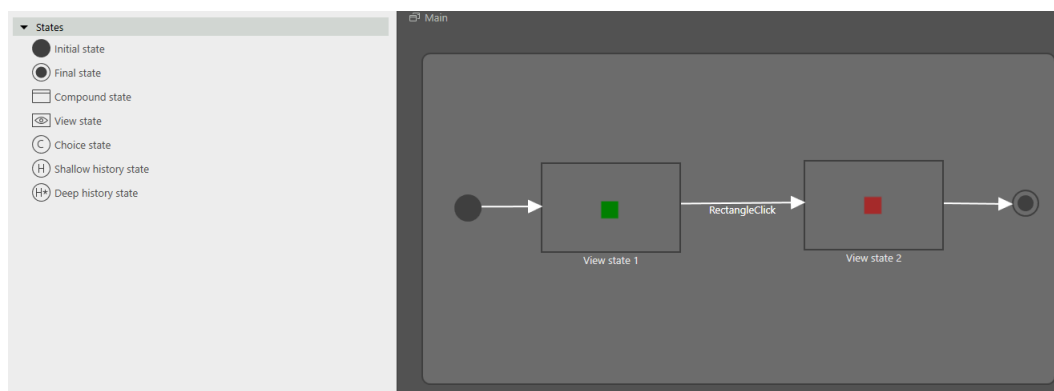 States
Initial state
Final state
Compound state
View state
C Choice state
H Shallow history state
H* Deep history state
Main
RectangleClick
View state 1
View state 2